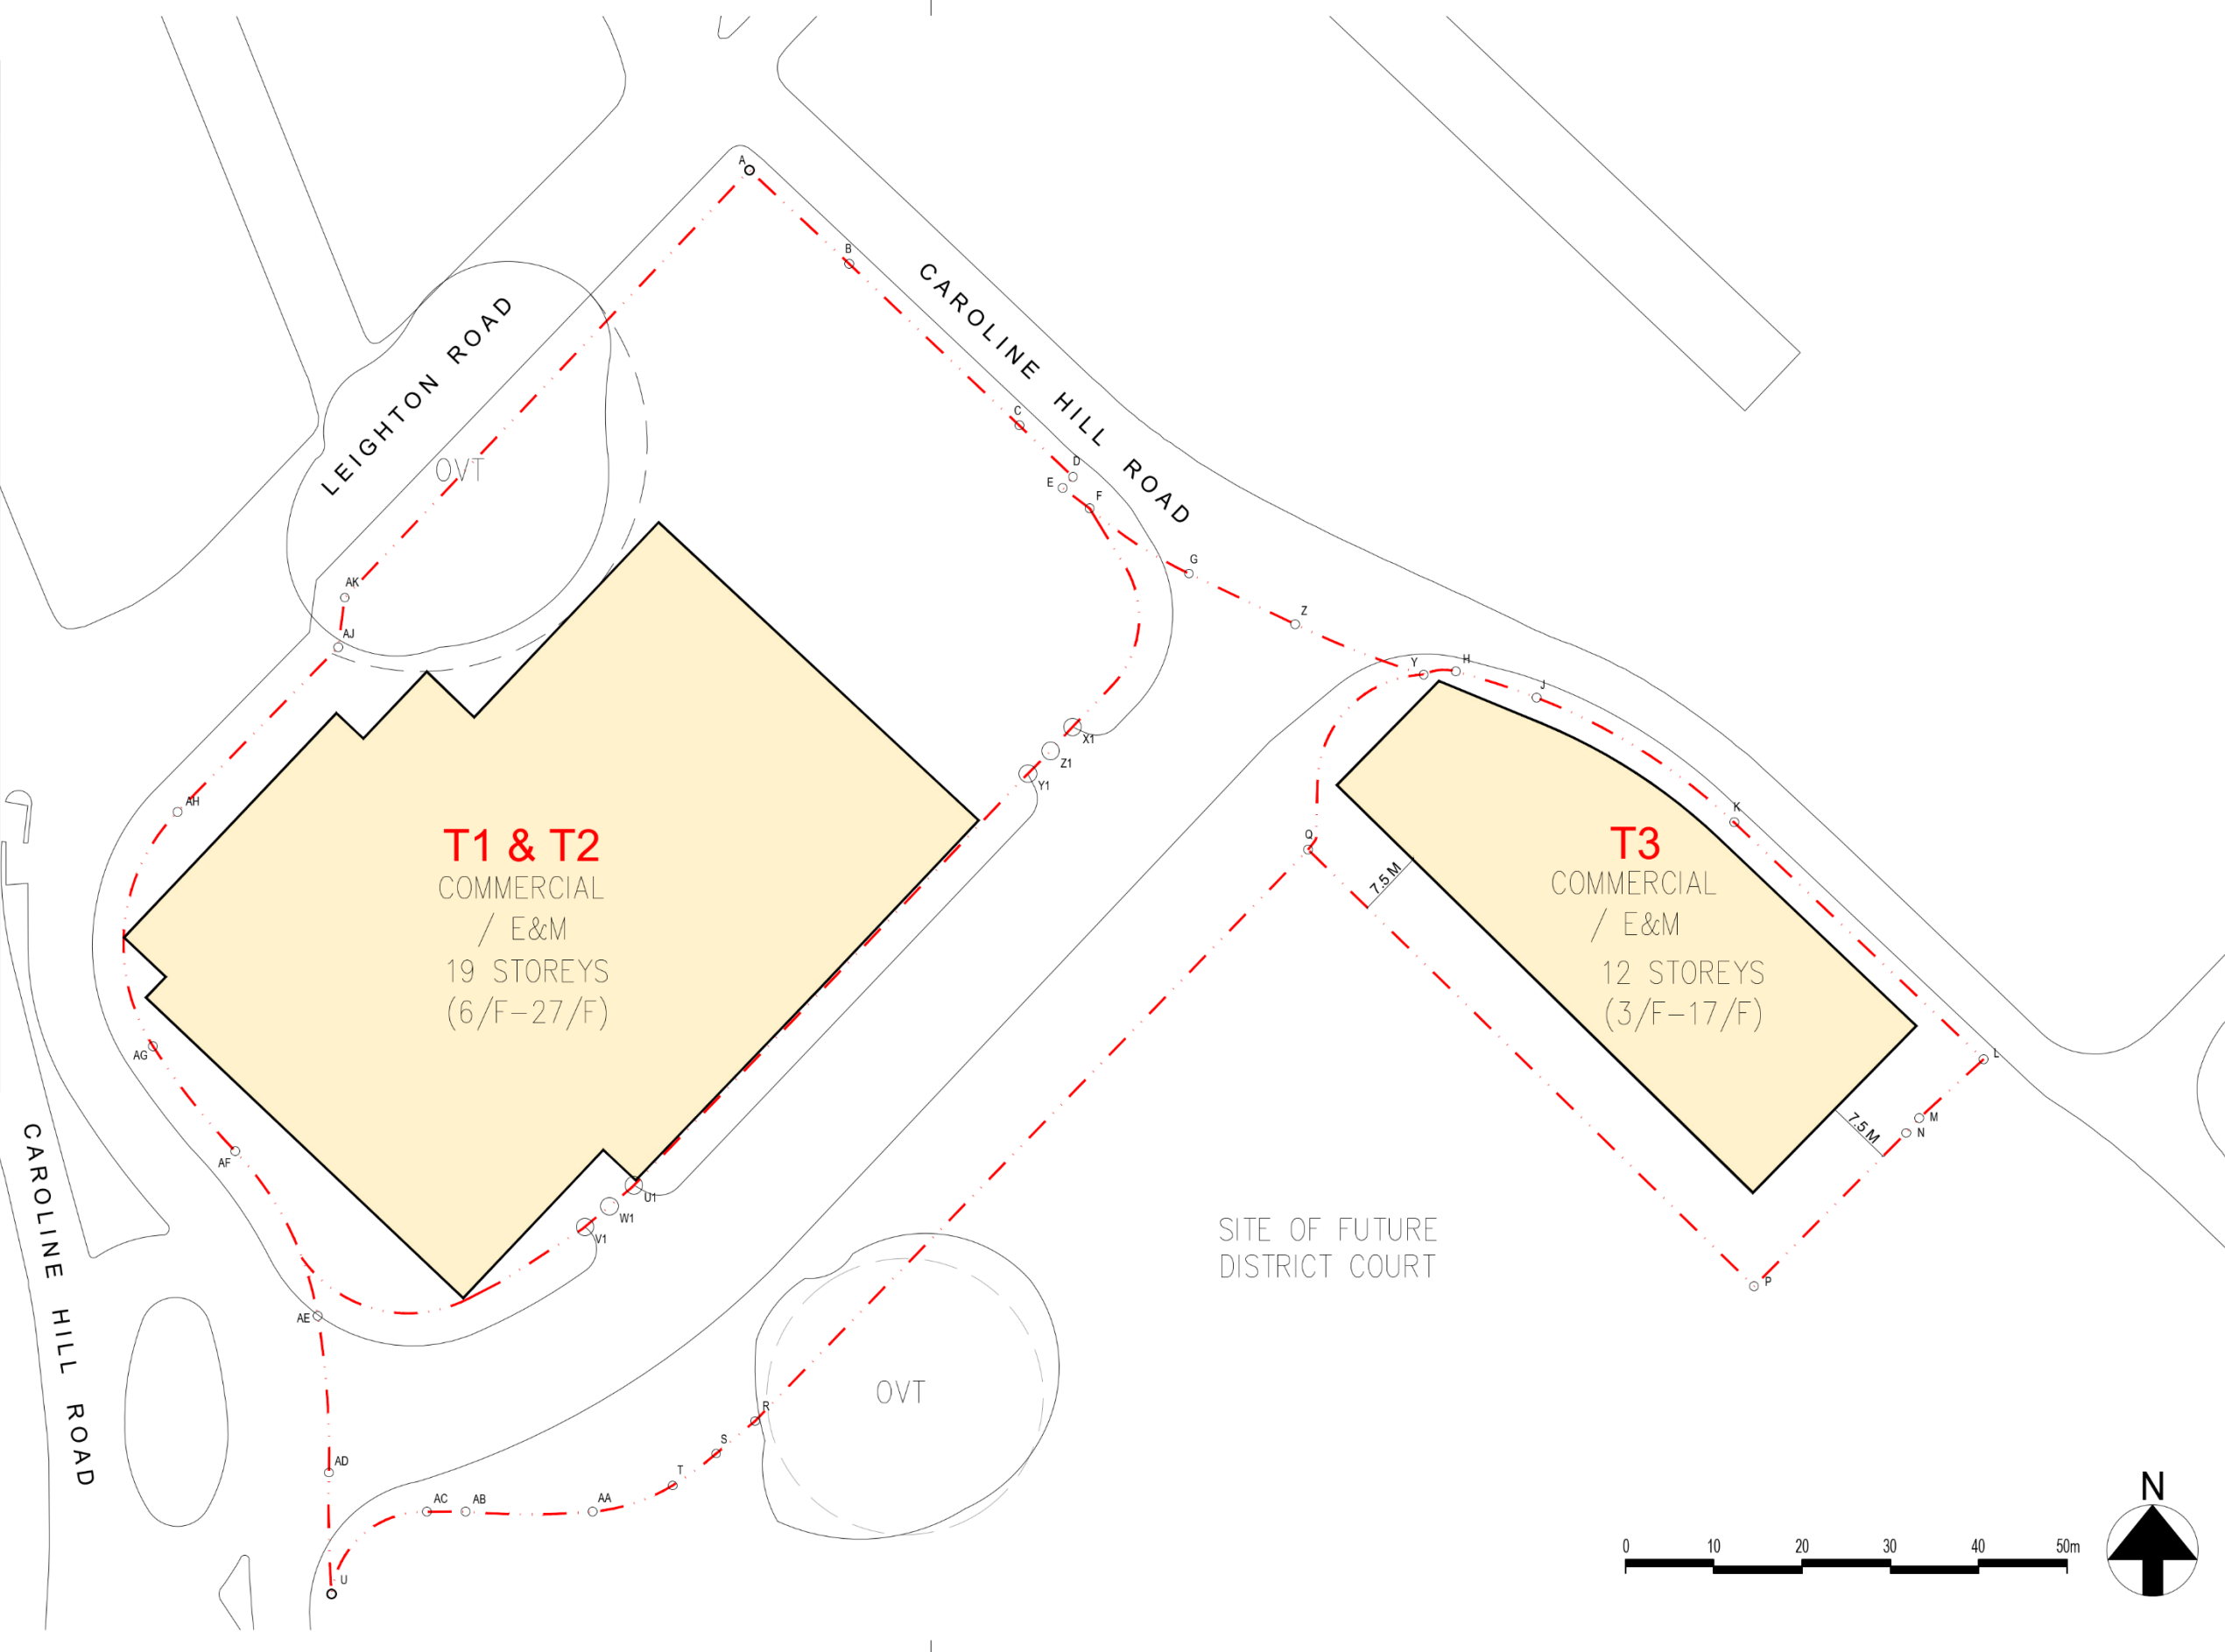 A
B
CAROLINE HILL ROAD
LEIGHTON ROAD
C
OVT
D
E
F
G
AK
Z
AJ
Y
H
J
X1
Z1
Y1
AH
K
Q
T1 & T2
COMMERCIAL
/ E&M
19 STOREYS
(6/F-27/F)
7.5 M
T3
COMMERCIAL
/ E&M
12 STOREYS
(3/F-17/F)
AG
L
M
N
7.5 M
AF
CAROLINE HILL ROAD
U1
W1
V1
SITE OF FUTURE
DISTRICT COURT
P
AE
OVT
R
S
AD
T
AC
AB
AA
U
N
0 10 20 30 40 50m